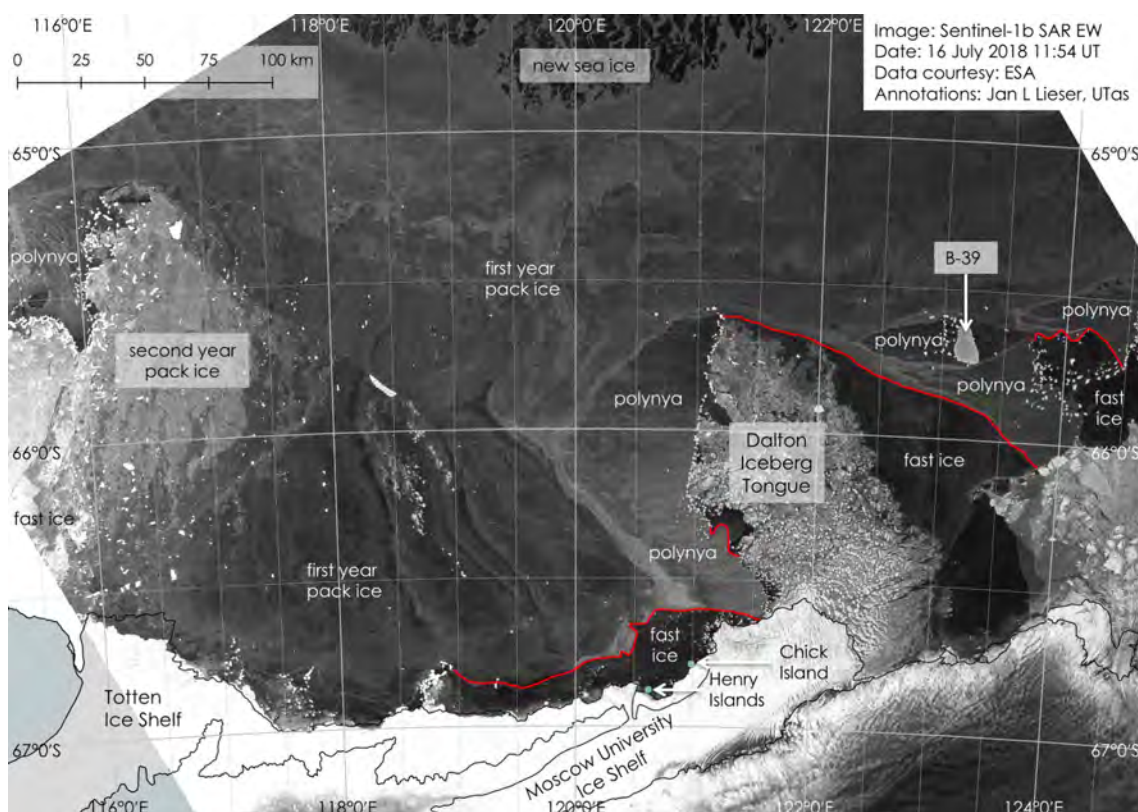 116°0'E
118°0'E
120°0'E
122°0'E
Image: Sentinel-1b SAR EW
Date: 16 July 2018 11:54 UT
Data courtesy: ESA
Annotations: Jan L Lieser, UTas
0 25 50 75 100 km
new sea ice
65°0'S
65°0'S
polynya
first year
pack ice
B-39
polynya
polynya
second year
pack ice
polynya
polynya
fast
ice
66°0'S
66°0'S
Dalton
Iceberg
Tongue
fast ice
fast ice
polynya
first year
pack ice
fast
ice
Chick
Island
Henry
Islands
Totten
Ice Shelf
67°0'S
67°0'S
Moscow University
Ice Shelf
116°0'E
118°0'E
120°0'E
122°0'E
124°0'E